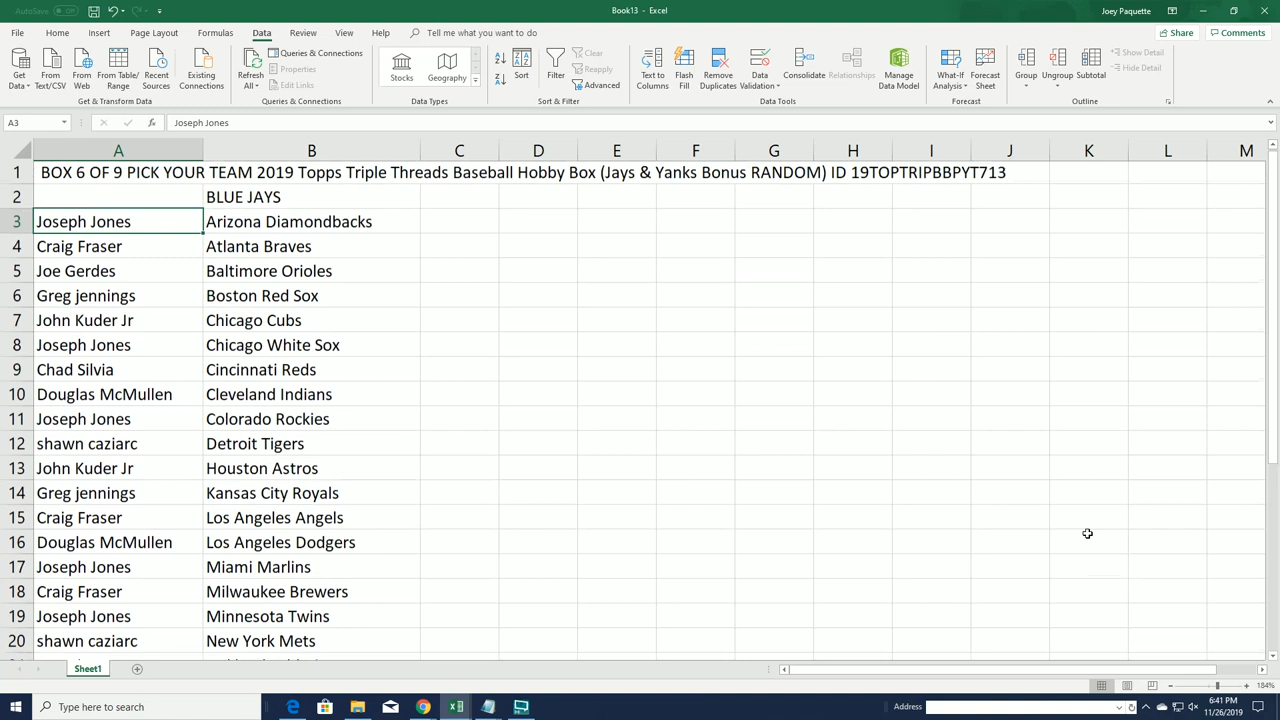 AutoSave Off Book13 - Excel Joey Paquette
File Home Insert Page Layout Formulas Data Review View Help Tell me what you want to do Share Comments
Get Data From Text/CSV From Web From Table/Range Recent Sources Existing Connections
Refresh All Queries & Connections Properties Edit Links
Stocks Geography
Sort Filter Clear Reapply Advanced
Text to Columns Flash Fill Remove Duplicates Data Validation Consolidate Relationships Manage Data Model
What-If Analysis Forecast Sheet Group Ungroup Subtotal Show Detail Hide Detail
Get & Transform Data Queries & Connections Data Types Sort & Filter Data Tools Forecast Outline
A3 Joseph Jones
A B C D E F G H I J K L M
1 BOX 6 OF 9 PICK YOUR TEAM 2019 Topps Triple Threads Baseball Hobby Box (Jays & Yanks Bonus RANDOM) ID 19TOPTRIPBBPYT713
2 BLUE JAYS
3 Joseph Jones Arizona Diamondbacks
4 Craig Fraser Atlanta Braves
5 Joe Gerdes Baltimore Orioles
6 Greg jennings Boston Red Sox
7 John Kuder Jr Chicago Cubs
8 Joseph Jones Chicago White Sox
9 Chad Silvia Cincinnati Reds
10 Douglas McMullen Cleveland Indians
11 Joseph Jones Colorado Rockies
12 shawn caziarc Detroit Tigers
13 John Kuder Jr Houston Astros
14 Greg jennings Kansas City Royals
15 Craig Fraser Los Angeles Angels
16 Douglas McMullen Los Angeles Dodgers
17 Joseph Jones Miami Marlins
18 Craig Fraser Milwaukee Brewers
19 Joseph Jones Minnesota Twins
20 shawn caziarc New York Mets
Sheet1
184%
Type here to search Address 6:41 PM
11/26/2019